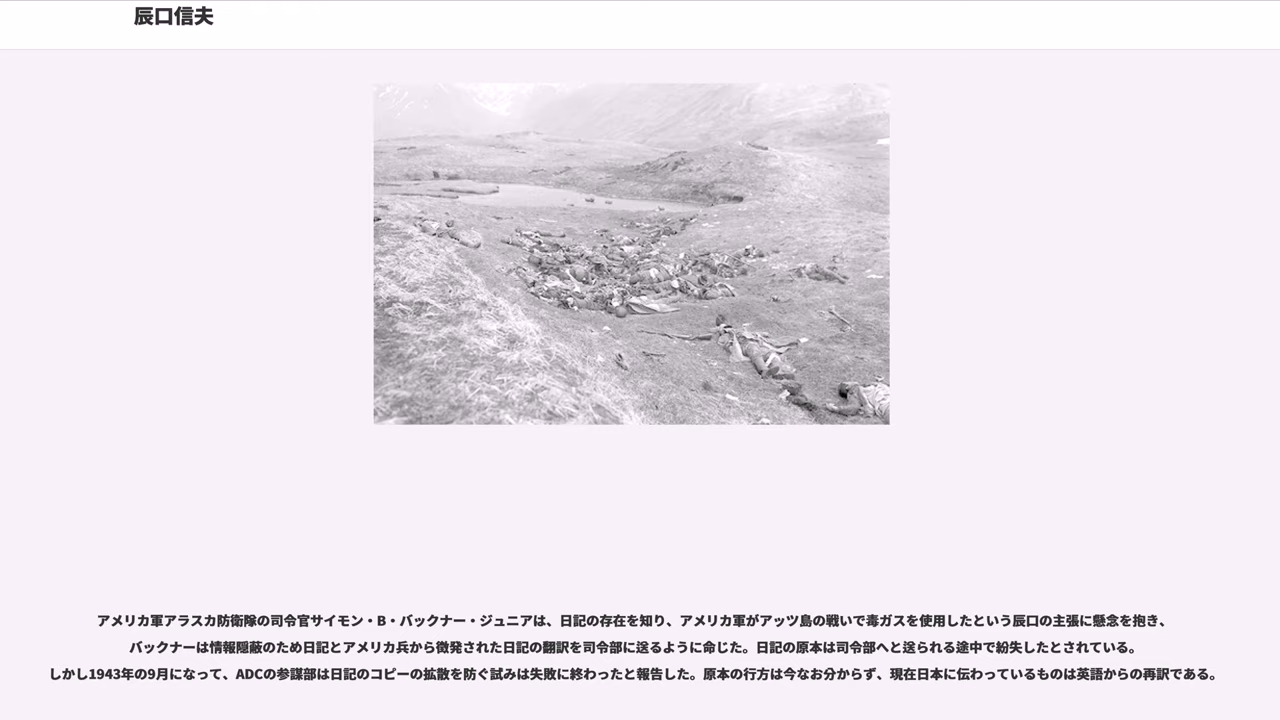 辰口信夫
アメリカ軍アラスカ防衛隊の司令官サイモン・B・バックナー・ジュニアは、日記の存在を知り、アメリカ軍がアッツ島の戦いで毒ガスを使用したという辰口の主張に懸念を抱き、
バックナーは情報隠蔽のため日記とアメリカ兵から徴発された日記の翻訳を司令部に送るように命じた。日記の原本は司令部へと送られる途中で紛失したとされている。
しかし1943年の9月になって、ADCの参謀部は日記のコピーの拡散を防ぐ試みは失敗に終わったと報告した。原本の行方は今なお分からず、現在日本に伝わっているものは英語からの再訳である。